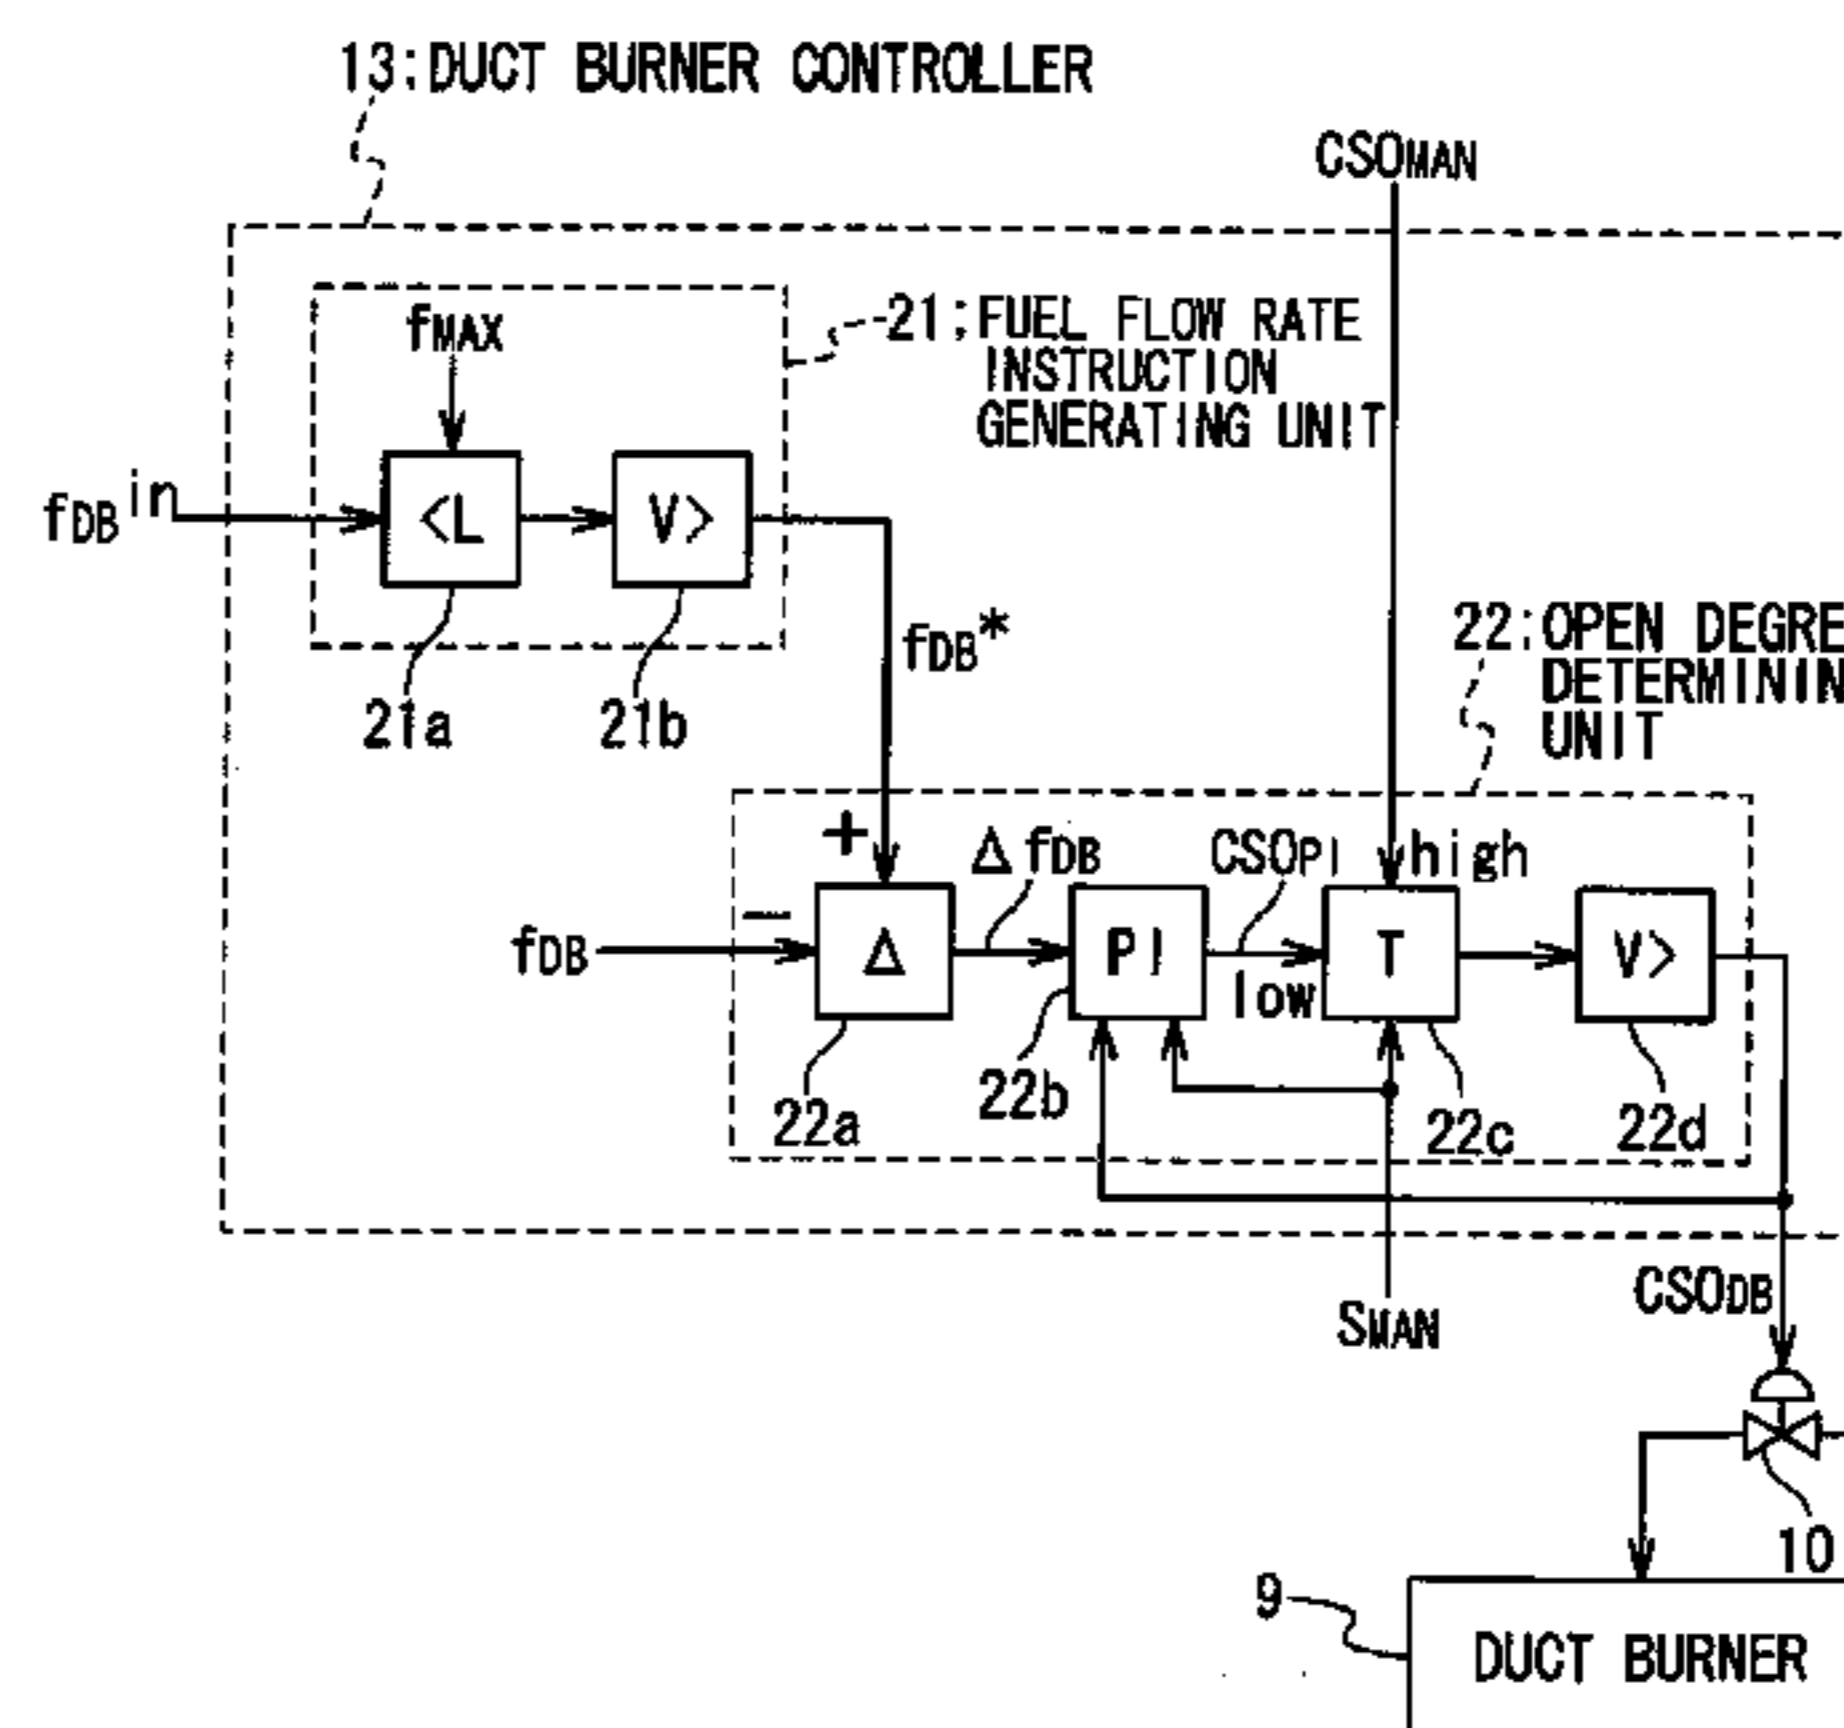 13:DUCT BURNER CONTROLLER
CSOMAN
fMAX
21:FUEL FLOW RATE
INSTRUCTION
GENERATING UNIT
fDBin
<L
V>
fDB*
21a
21b
22:OPEN DEGRE
DETERMININ
UNIT
+
ΔfDB
CSOPI
high
−
fDB
Δ
PI
low
T
V>
22a
22b
22c
22d
SMAN
CSODB
10
9
DUCT BURNER